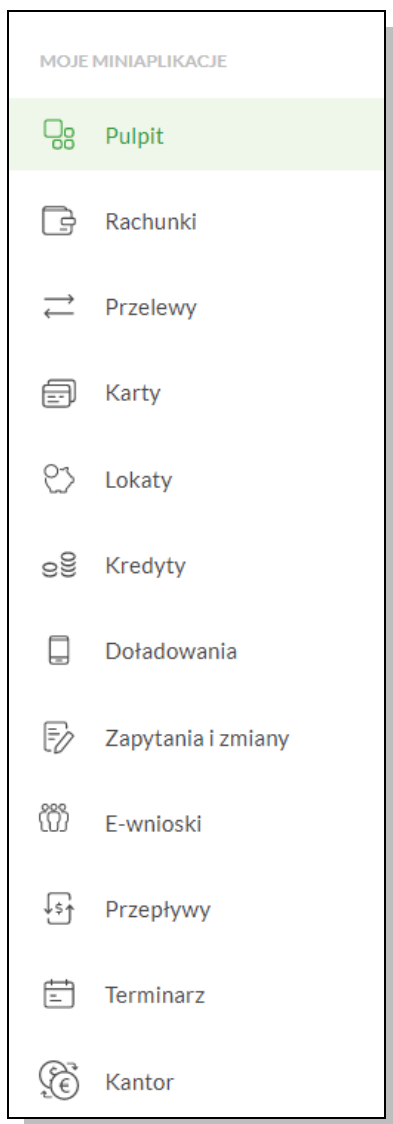 MOJE MINIAPLIKACJE
Pulpit
Rachunki
Przelewy
Karty
Lokaty
Kredyty
Doładowania
Zapytania i zmiany
E-wnioski
Przepływy
Terminarz
Kantor